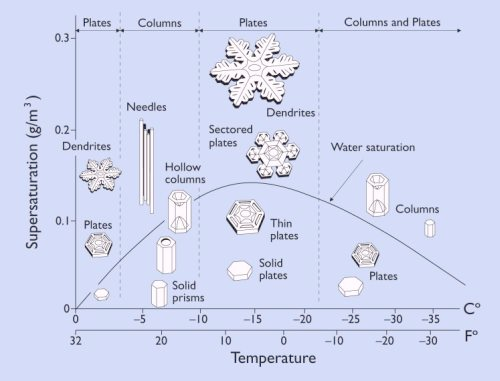 Plates
Columns
Plates
Columns and Plates
0.3
0.2
0.1
0
Supersaturation (g/m³)
Dendrites
Needles
Dendrites
Sectored
plates
Water saturation
Hollow
columns
Plates
Thin
plates
Columns
Solid
prisms
Solid
plates
Plates
0 -5 -10 -15 -20 -25 -30 -35 C°
32 20 10 0 -10 -20 -30 F°
Temperature